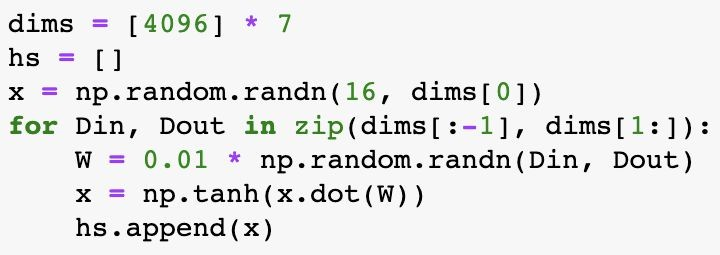 dims = [4096] * 7
hs = []
x = np.random.randn(16, dims[0])
for Din, Dout in zip(dims[:-1], dims[1:]):
    W = 0.01 * np.random.randn(Din, Dout)
    x = np.tanh(x.dot(W))
    hs.append(x)